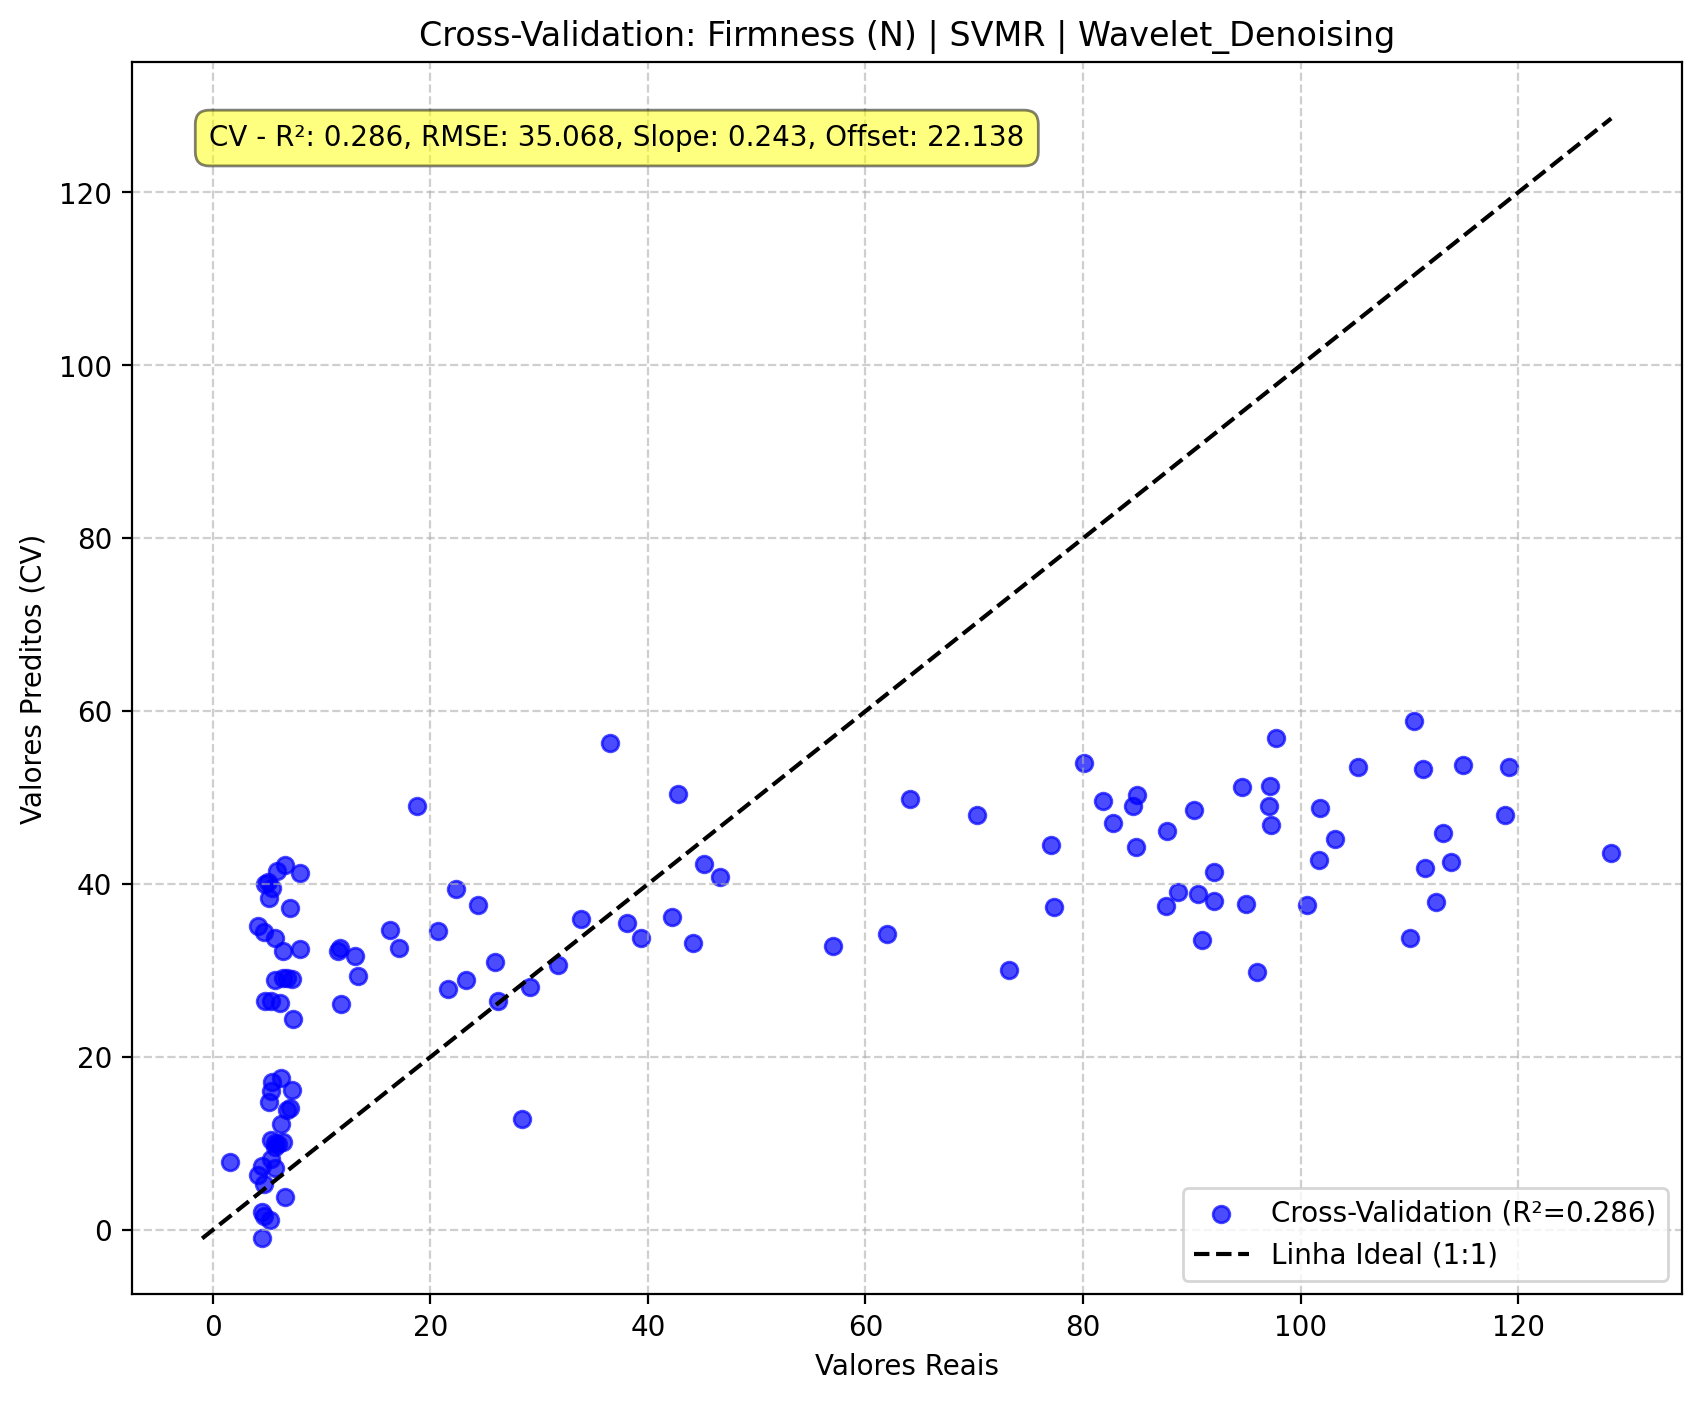 Cross-Validation: Firmness (N) | SVMR | Wavelet_Denoising
CV - R²: 0.286, RMSE: 35.068, Slope: 0.243, Offset: 22.138
Valores Preditos (CV)
120
100
80
60
40
20
0
Cross-Validation (R²=0.286)
Linha Ideal (1:1)
0 20 40 60 80 100 120
Valores Reais